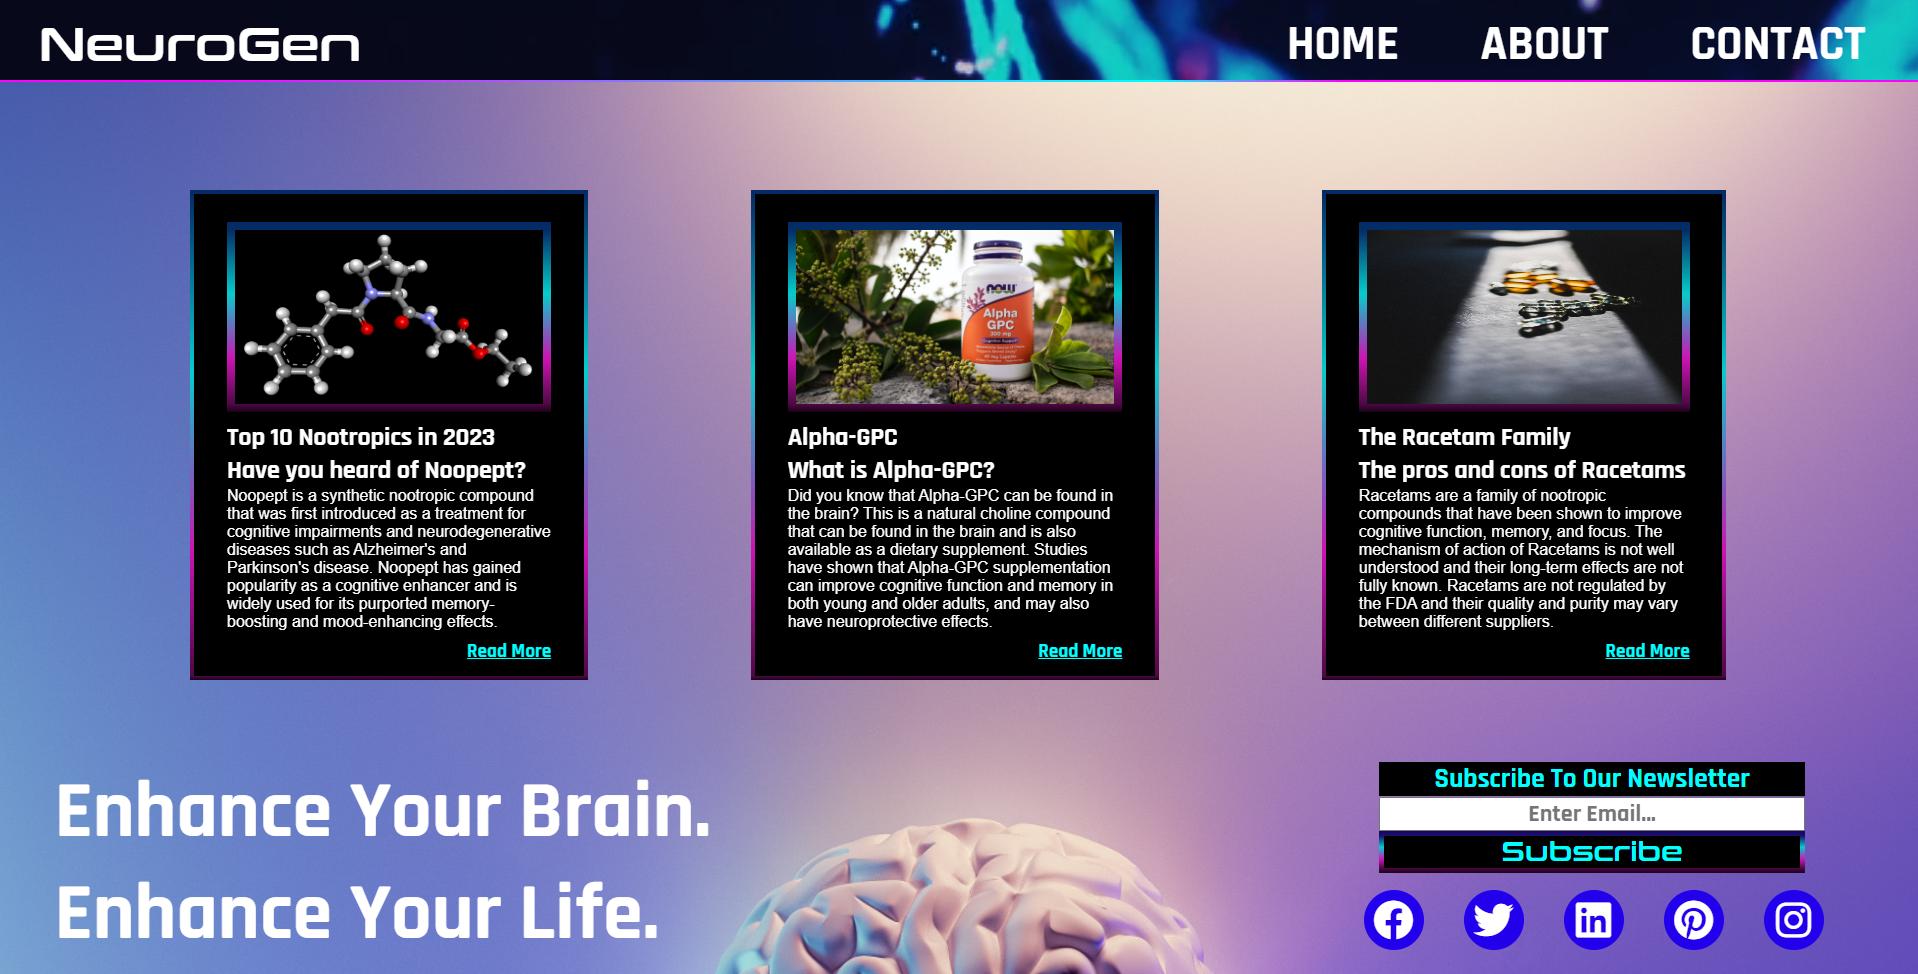 NeuroGen
HOME
ABOUT
CONTACT
Top 10 Nootropics in 2023
Have you heard of Noopept?
Noopept is a synthetic nootropic compound
that was first introduced as a treatment for
cognitive impairments and neurodegenerative
diseases such as Alzheimer's and
Parkinson's disease. Noopept has gained
popularity as a cognitive enhancer and is
widely used for its purported memory-
boosting and mood-enhancing effects.
Read More
NOW
Alpha
GPC
300 mg
Alpha-GPC
What is Alpha-GPC?
Did you know that Alpha-GPC can be found in
the brain? This is a natural choline compound
that can be found in the brain and is also
available as a dietary supplement. Studies
have shown that Alpha-GPC supplementation
can improve cognitive function and memory in
both young and older adults, and may also
have neuroprotective effects.
Read More
The Racetam Family
The pros and cons of Racetams
Racetams are a family of nootropic
compounds that have been shown to improve
cognitive function, memory, and focus. The
mechanism of action of Racetams is not well
understood and their long-term effects are not
fully known. Racetams are not regulated by
the FDA and their quality and purity may vary
between different suppliers.
Read More
Enhance Your Brain.
Enhance Your Life.
Subscribe To Our Newsletter
Enter Email...
Subscribe